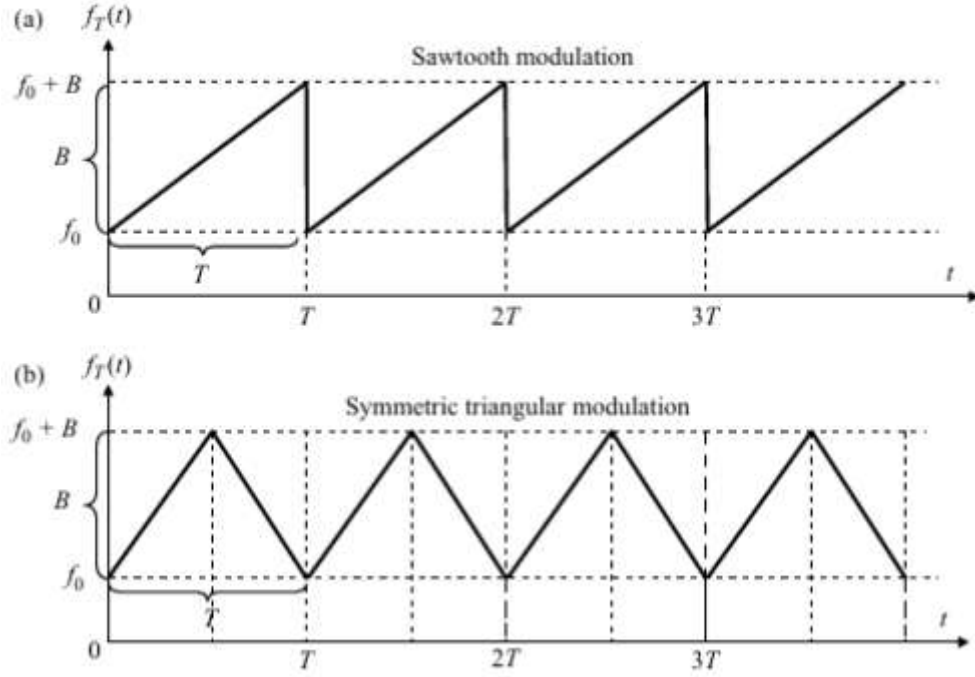 (a) f_T(t)
Sawtooth modulation
f_0 + B
B
f_0
T
t
0
T 2T 3T
(b) f_T(t)
Symmetric triangular modulation
f_0 + B
B
f_0
T
t
0
T 2T 3T